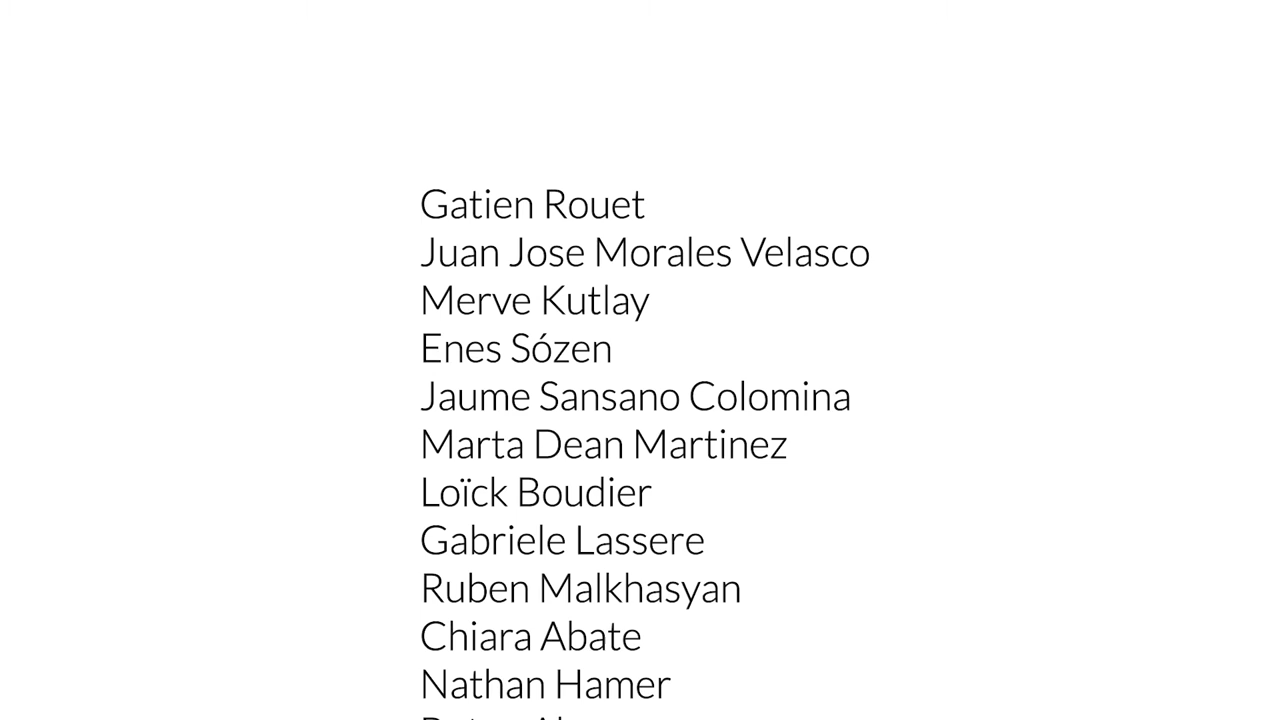 Gatien Rouet
Juan Jose Morales Velasco
Merve Kutlay
Enes Sózen
Jaume Sansano Colomina
Marta Dean Martinez
Loïck Boudier
Gabriele Lassere
Ruben Malkhasyan
Chiara Abate
Nathan Hamer